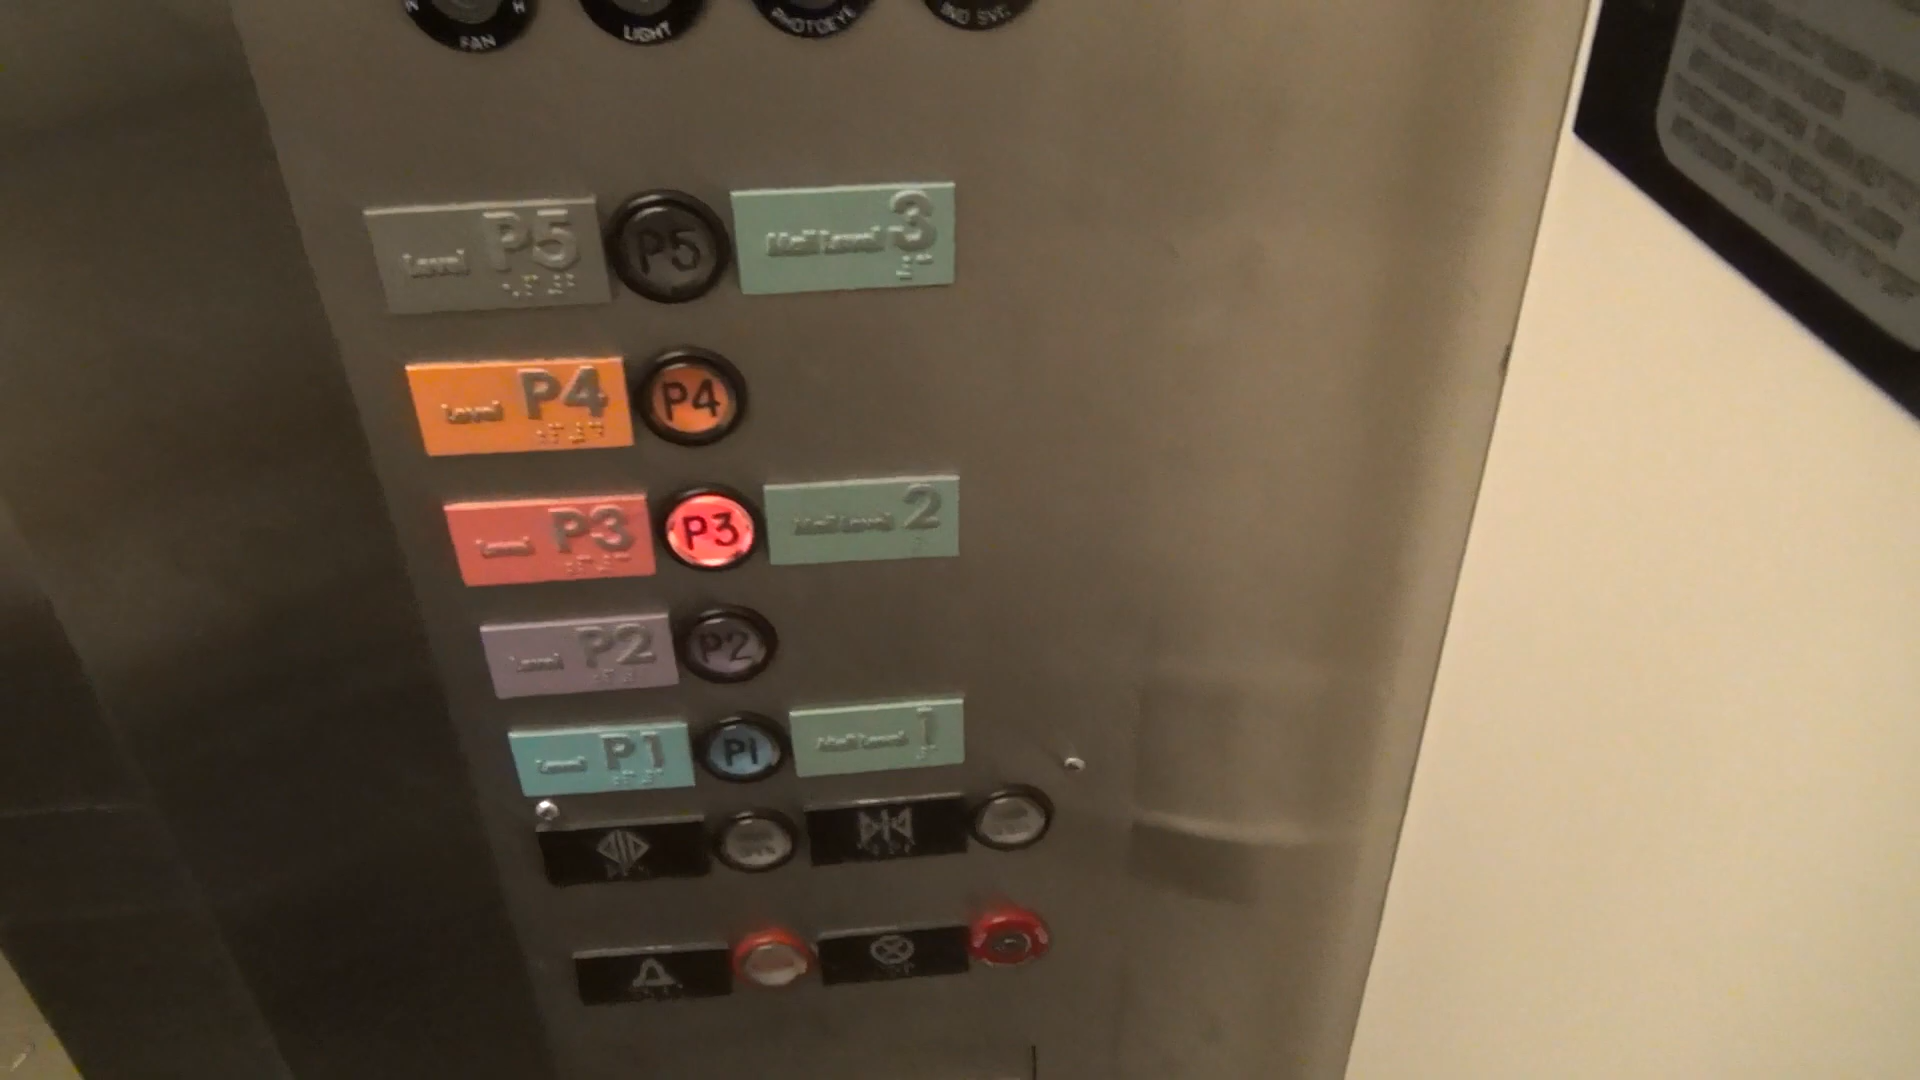 FAN
LIGHT
PHOTOEYE
IND SVC
Level P5
P5
Mall Level 3
Level P4
P4
Level P3
P3
Mall Level 2
Level P2
P2
Level P1
P1
Mall Level 1